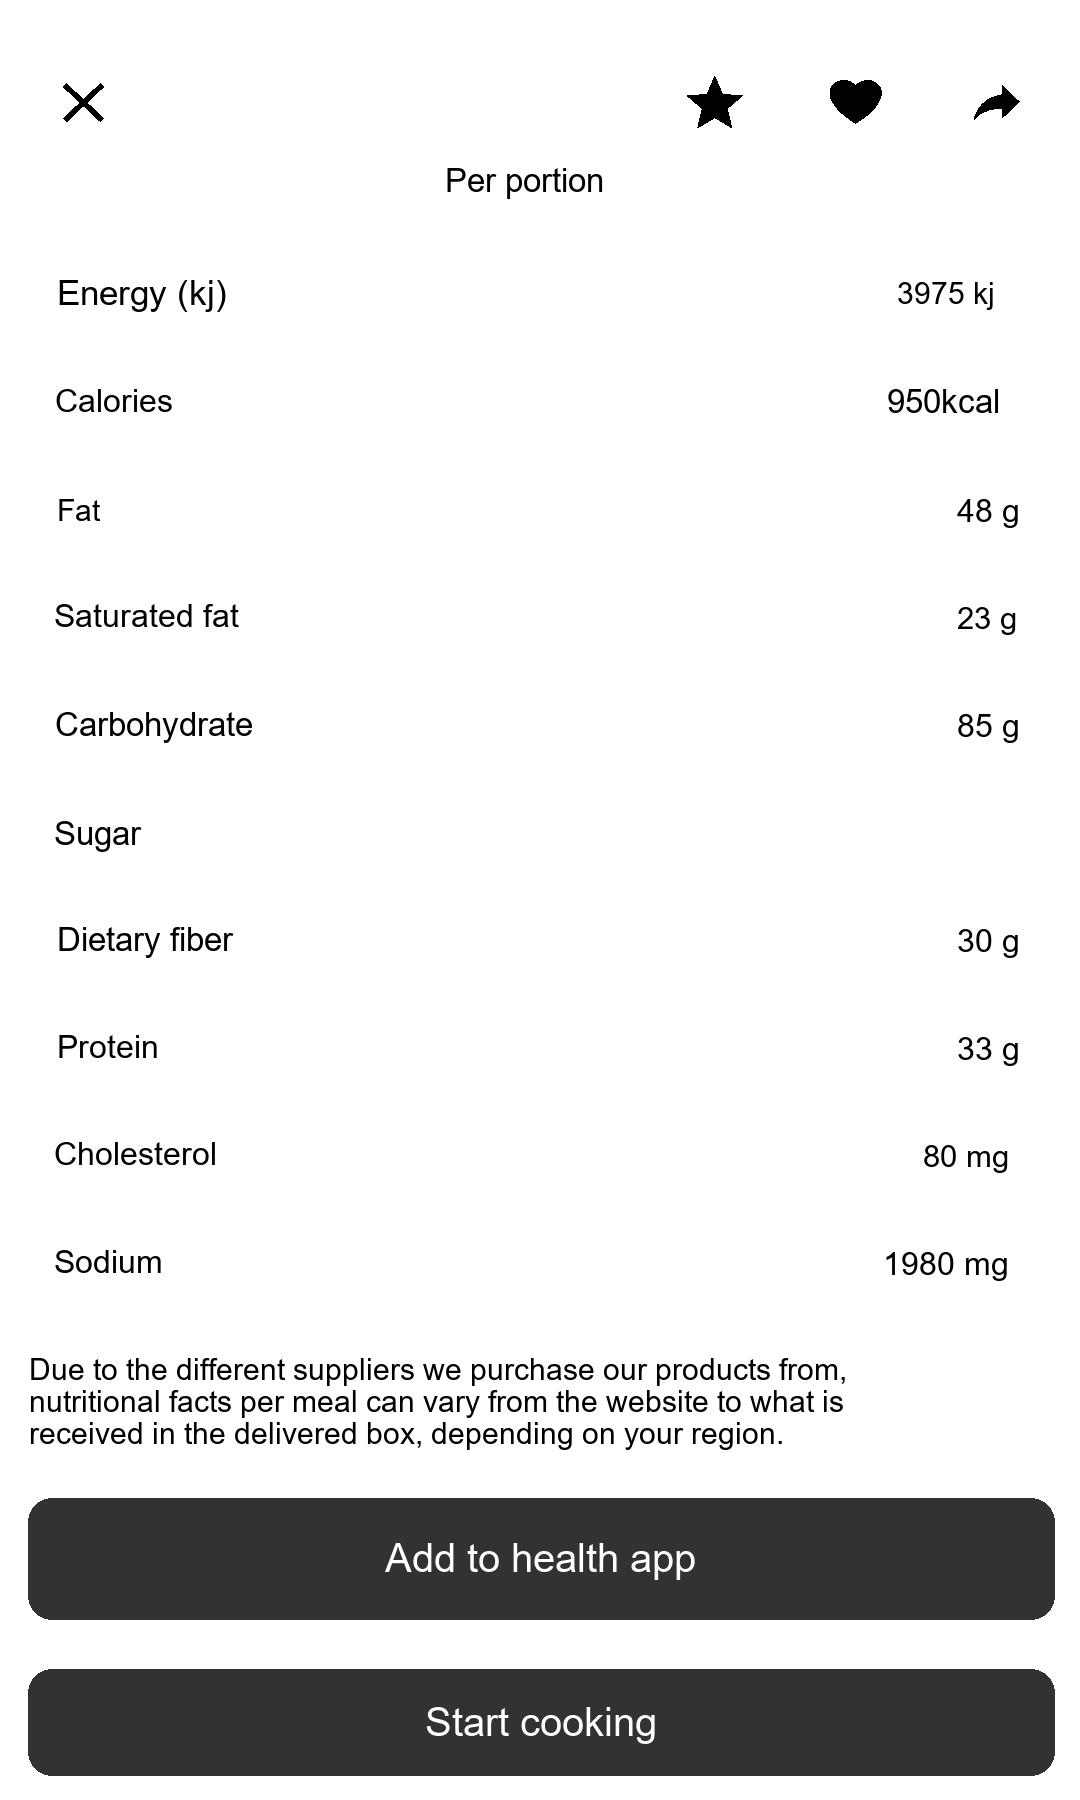 Per portion
Energy (kj) 3975 kj
Calories 950kcal
Fat 48 g
Saturated fat 23 g
Carbohydrate 85 g
Sugar
Dietary fiber 30 g
Protein 33 g
Cholesterol 80 mg
Sodium 1980 mg
Due to the different suppliers we purchase our products from,
nutritional facts per meal can vary from the website to what is
received in the delivered box, depending on your region.
Add to health app
Start cooking